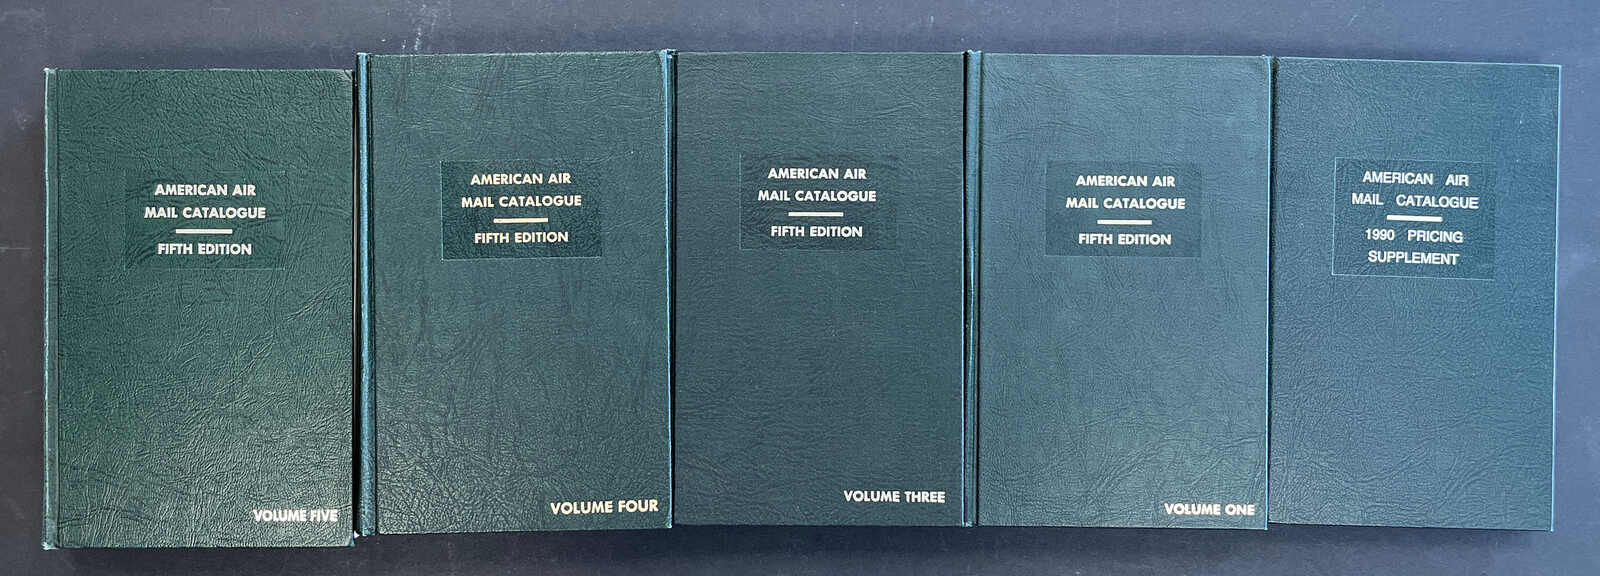 AMERICAN AIR
MAIL CATALOGUE
FIFTH EDITION
VOLUME FIVE
AMERICAN AIR
MAIL CATALOGUE
FIFTH EDITION
VOLUME FOUR
AMERICAN AIR
MAIL CATALOGUE
FIFTH EDITION
VOLUME THREE
AMERICAN AIR
MAIL CATALOGUE
FIFTH EDITION
VOLUME ONE
AMERICAN AIR
MAIL CATALOGUE
1990 PRICING
SUPPLEMENT